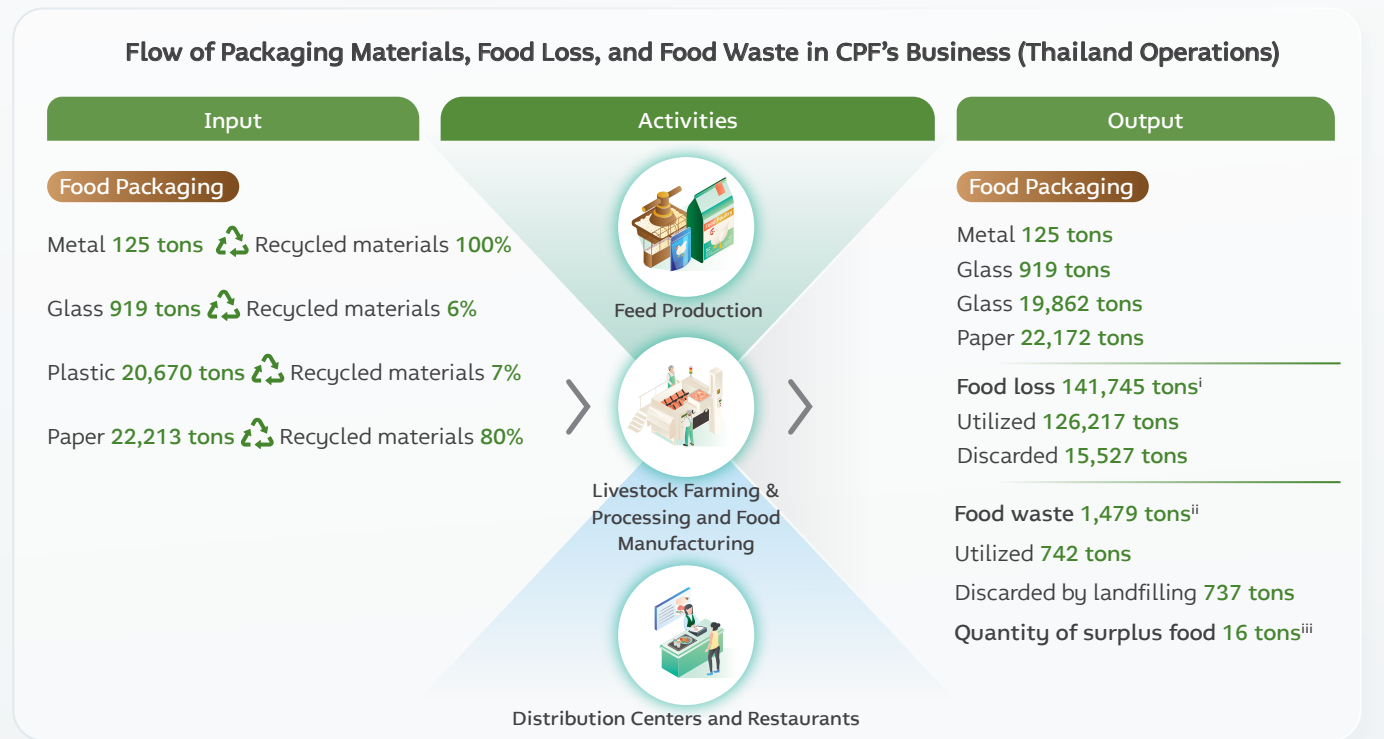 Flow of Packaging Materials, Food Loss, and Food Waste in CPF's Business (Thailand Operations)
Input
Food Packaging
Metal 125 tons Recycled materials 100%
Glass 919 tons Recycled materials 6%
Plastic 20,670 tons Recycled materials 7%
Paper 22,213 tons Recycled materials 80%
Activities
Feed Production
Livestock Farming &
Processing and Food
Manufacturing
Distribution Centers and Restaurants
Output
Food Packaging
Metal 125 tons
Glass 919 tons
Glass 19,862 tons
Paper 22,172 tons
Food loss 141,745 tonsⁱ
Utilized 126,217 tons
Discarded 15,527 tons
Food waste 1,479 tonsⁱⁱ
Utilized 742 tons
Discarded by landfilling 737 tons
Quantity of surplus food 16 tonsⁱⁱⁱ